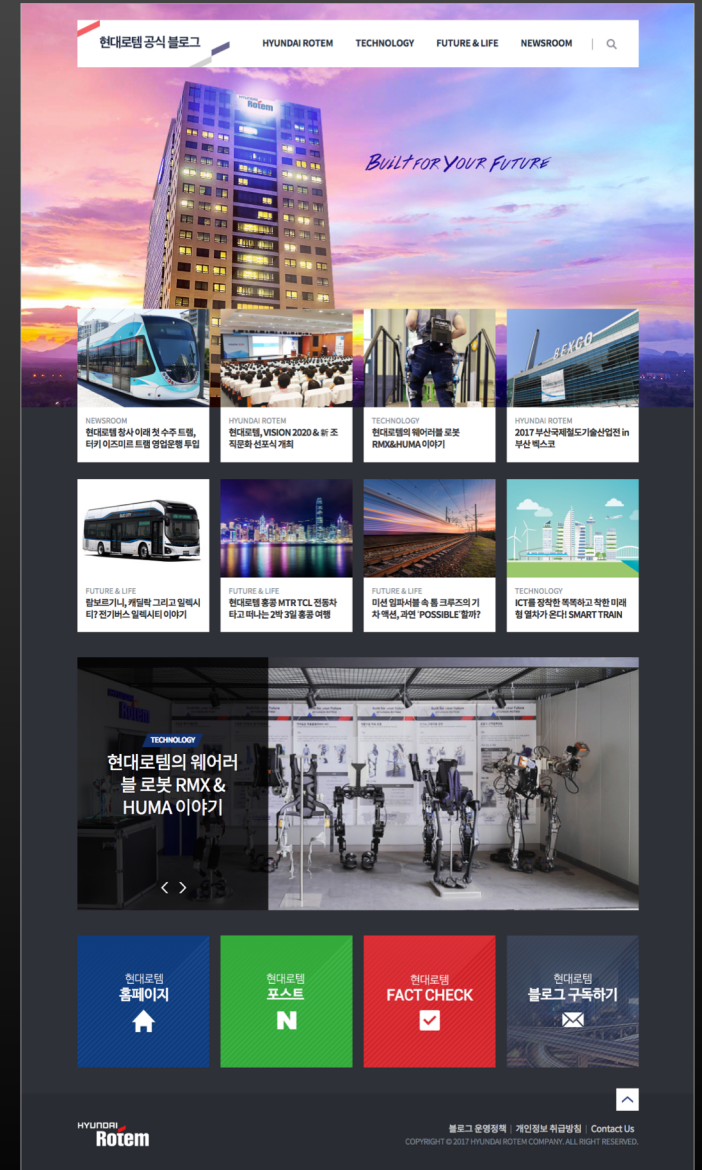 현대로템 공식 블로그
HYUNDAI ROTEM TECHNOLOGY FUTURE & LIFE NEWSROOM
HYUNDAI
Rotem
BUILT FOR YOUR FUTURE
BEXCO
NEWSROOM
현대로템 창사 이래 첫 수주 트램,
터키 이즈미르 트램 영업운행 투입
HYUNDAI ROTEM
현대로템, VISION 2020 & 新 조
직문화 선포식 개최
TECHNOLOGY
현대로템의 웨어러블 로봇
RMX&HUMA 이야기
HYUNDAI ROTEM
2017 부산국제철도기술산업전 in
부산 벡스코
FUTURE & LIFE
람보르기니, 캐딜락 그리고 일렉시
티? 전기버스 일렉시티 이야기
FUTURE & LIFE
현대로템 홍콩 MTR TCL 전동차
타고 떠나는 2박 3일 홍콩 여행
FUTURE & LIFE
미션 임파서블 속 톰 크루즈의 기
차 액션, 과연 'POSSIBLE'할까?
TECHNOLOGY
ICT를 장착한 똑똑하고 착한 미래
형 열차가 온다! SMART TRAIN
Rotem
TECHNOLOGY
현대로템의 웨어러
블 로봇 RMX &
HUMA 이야기
현대로템
홈페이지
현대로템
포스트
N
현대로템
FACT CHECK
현대로템
블로그 구독하기
HYUNDAI
Rotem
블로그 운영정책 | 개인정보 취급방침 | Contact Us
COPYRIGHT © 2017 HYUNDAI ROTEM COMPANY. ALL RIGHT RESERVED.